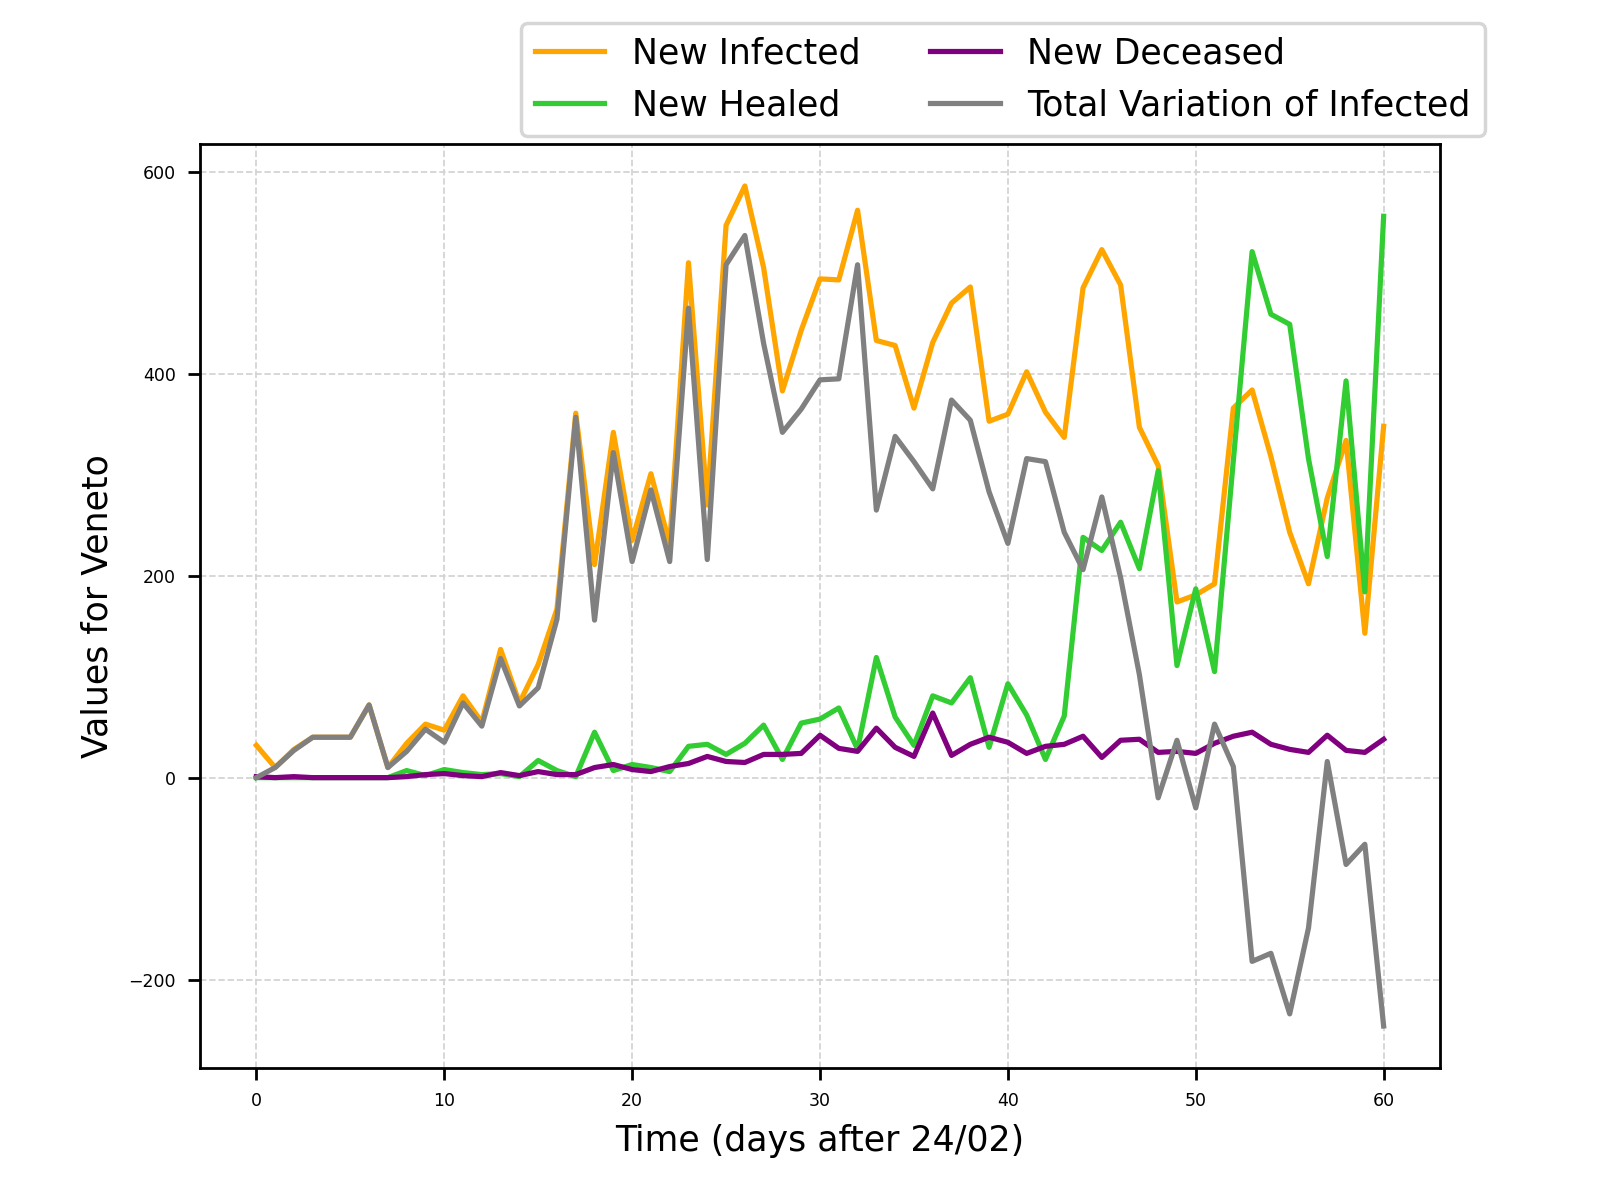 New Infected
New Healed
New Deceased
Total Variation of Infected
600
400
200
0
−200
Values for Veneto
0 10 20 30 40 50 60
Time (days after 24/02)